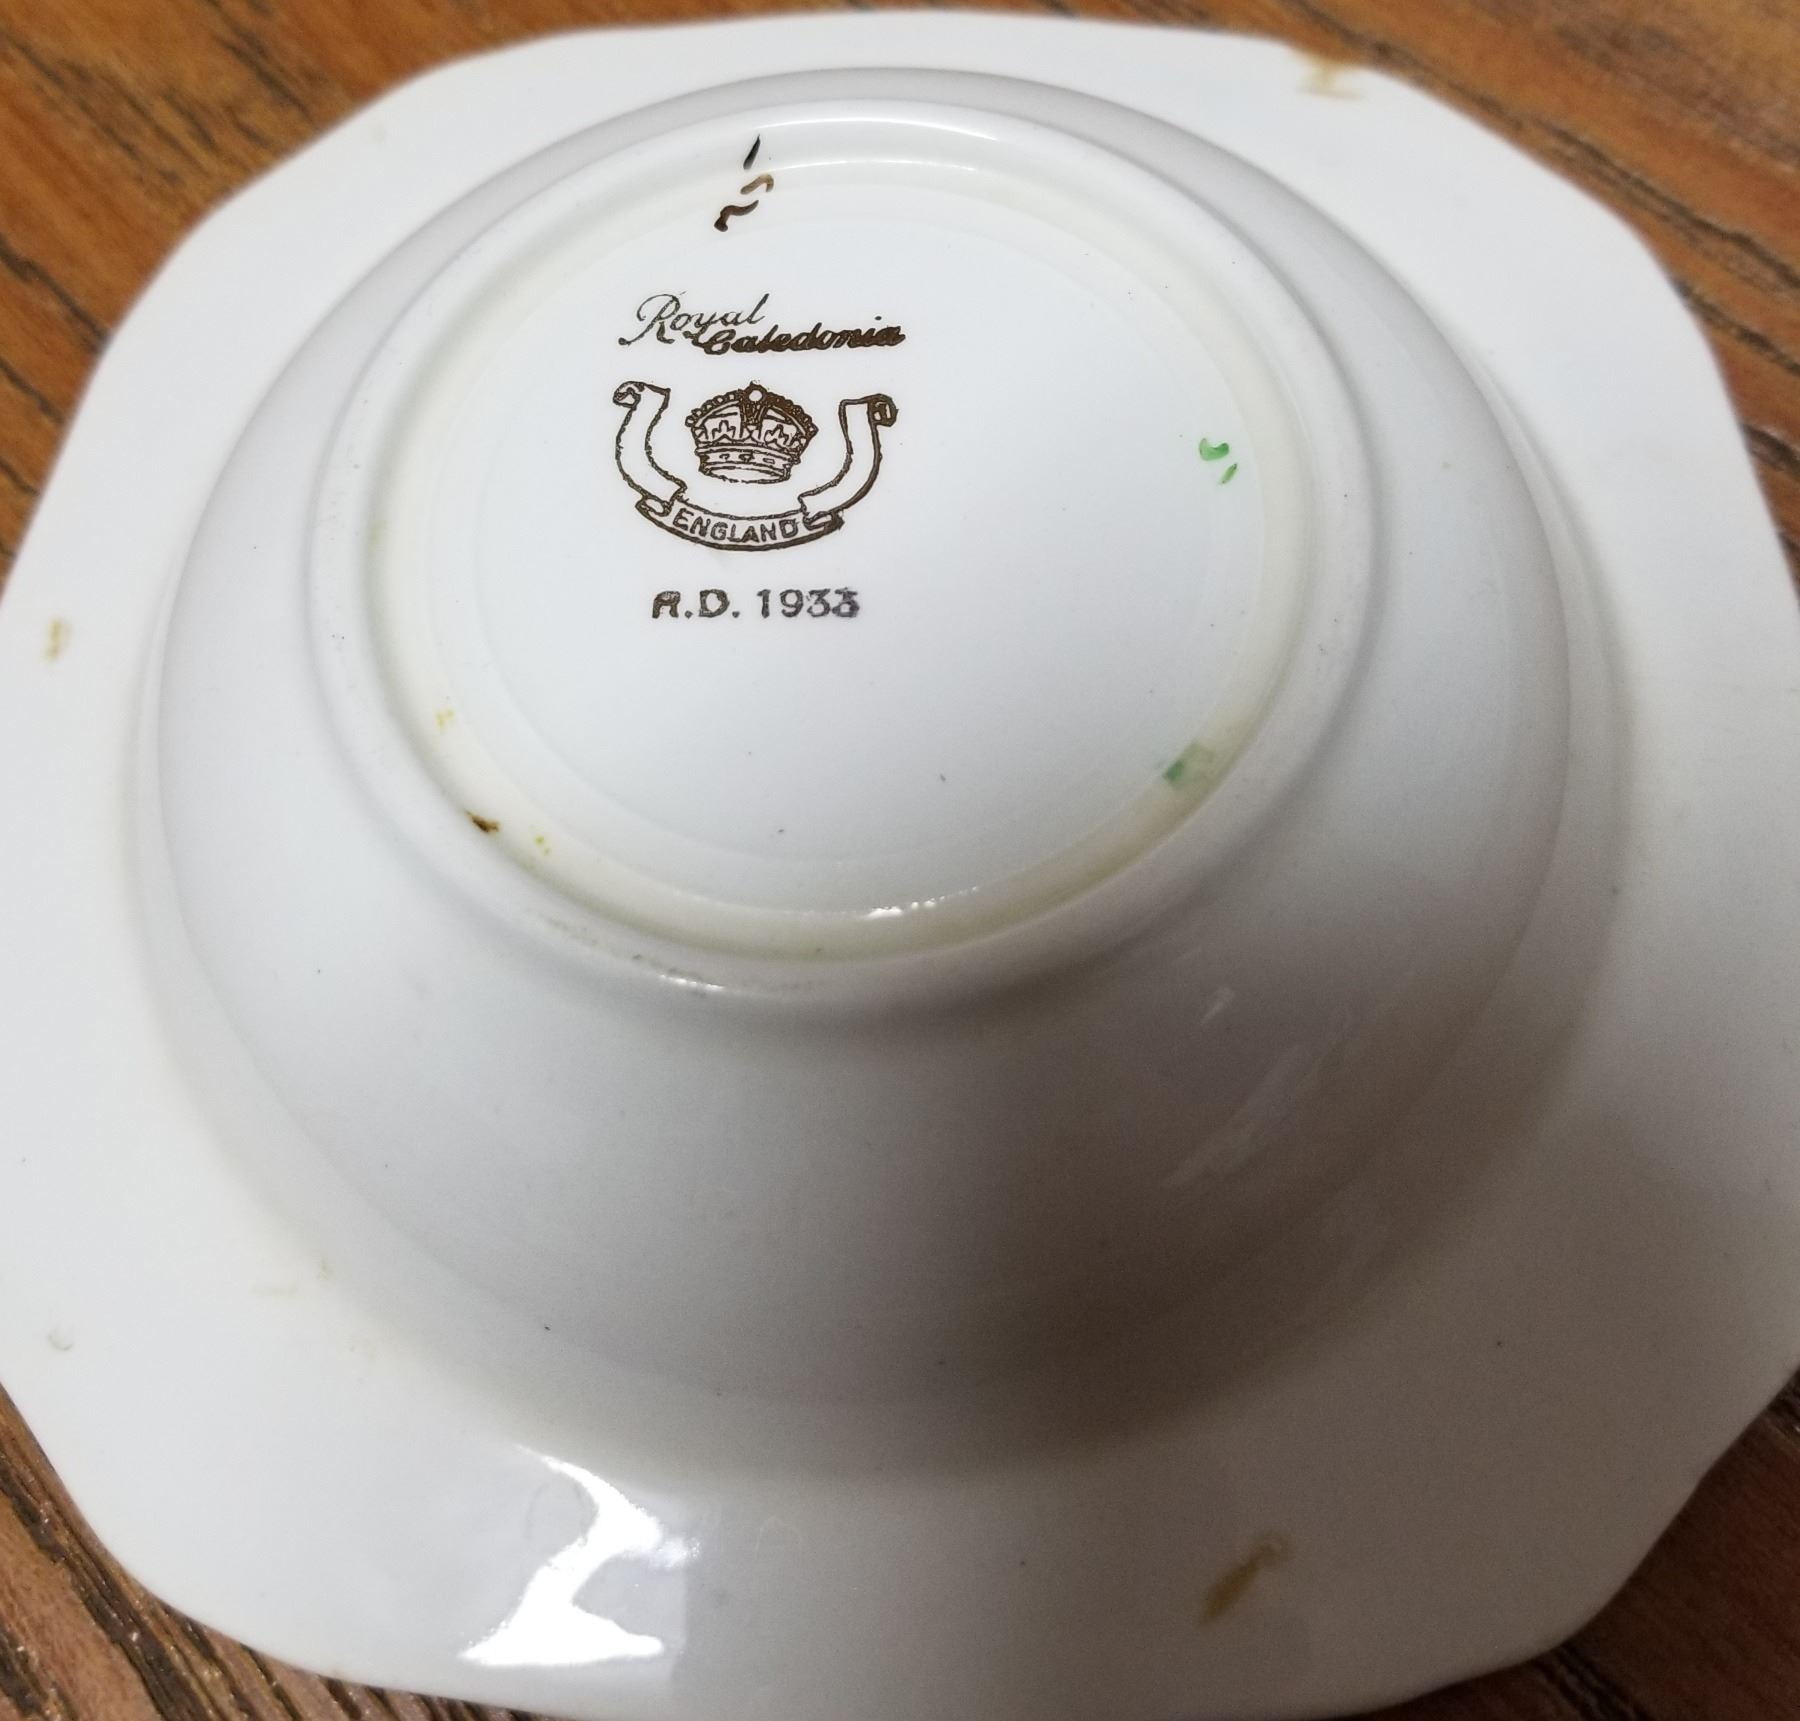 Royal
Caledonia
ENGLAND
A.D. 1933